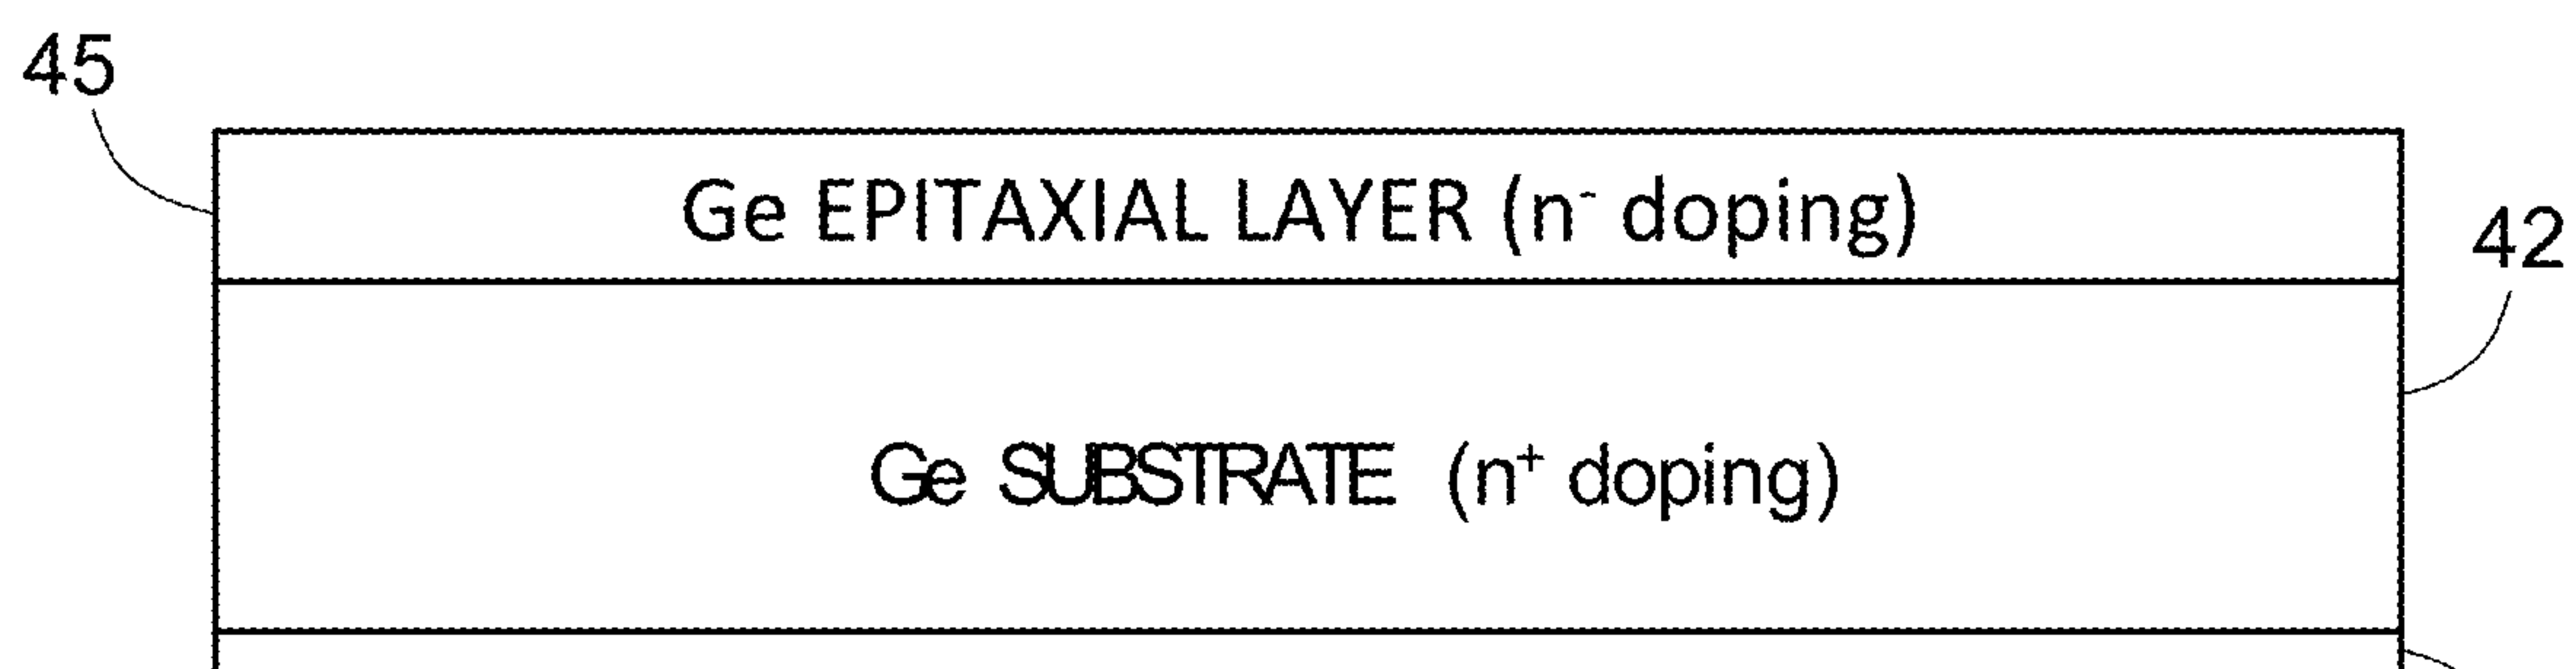 45
Ge EPITAXIAL LAYER (n⁻ doping)
42
Ge SUBSTRATE (n⁺ doping)